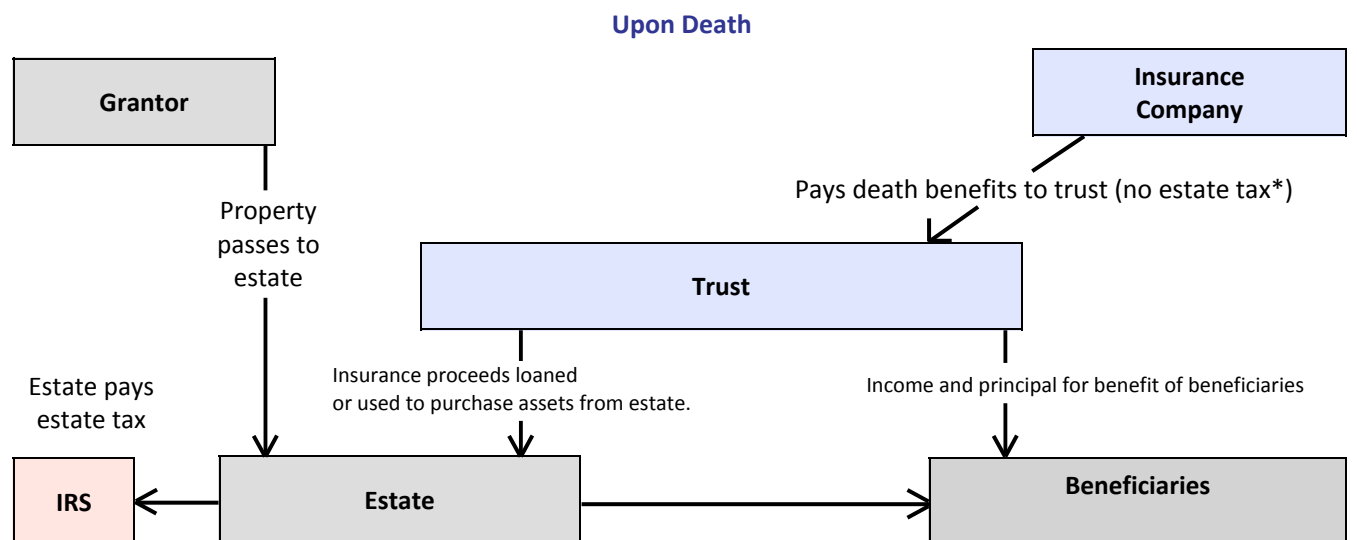 Upon Death
Grantor
Insurance
Company
Pays death benefits to trust (no estate tax*)
Property
passes to
estate
Trust
Insurance proceeds loaned
or used to purchase assets from estate.
Income and principal for benefit of beneficiaries
Estate pays
estate tax
IRS
Estate
Beneficiaries